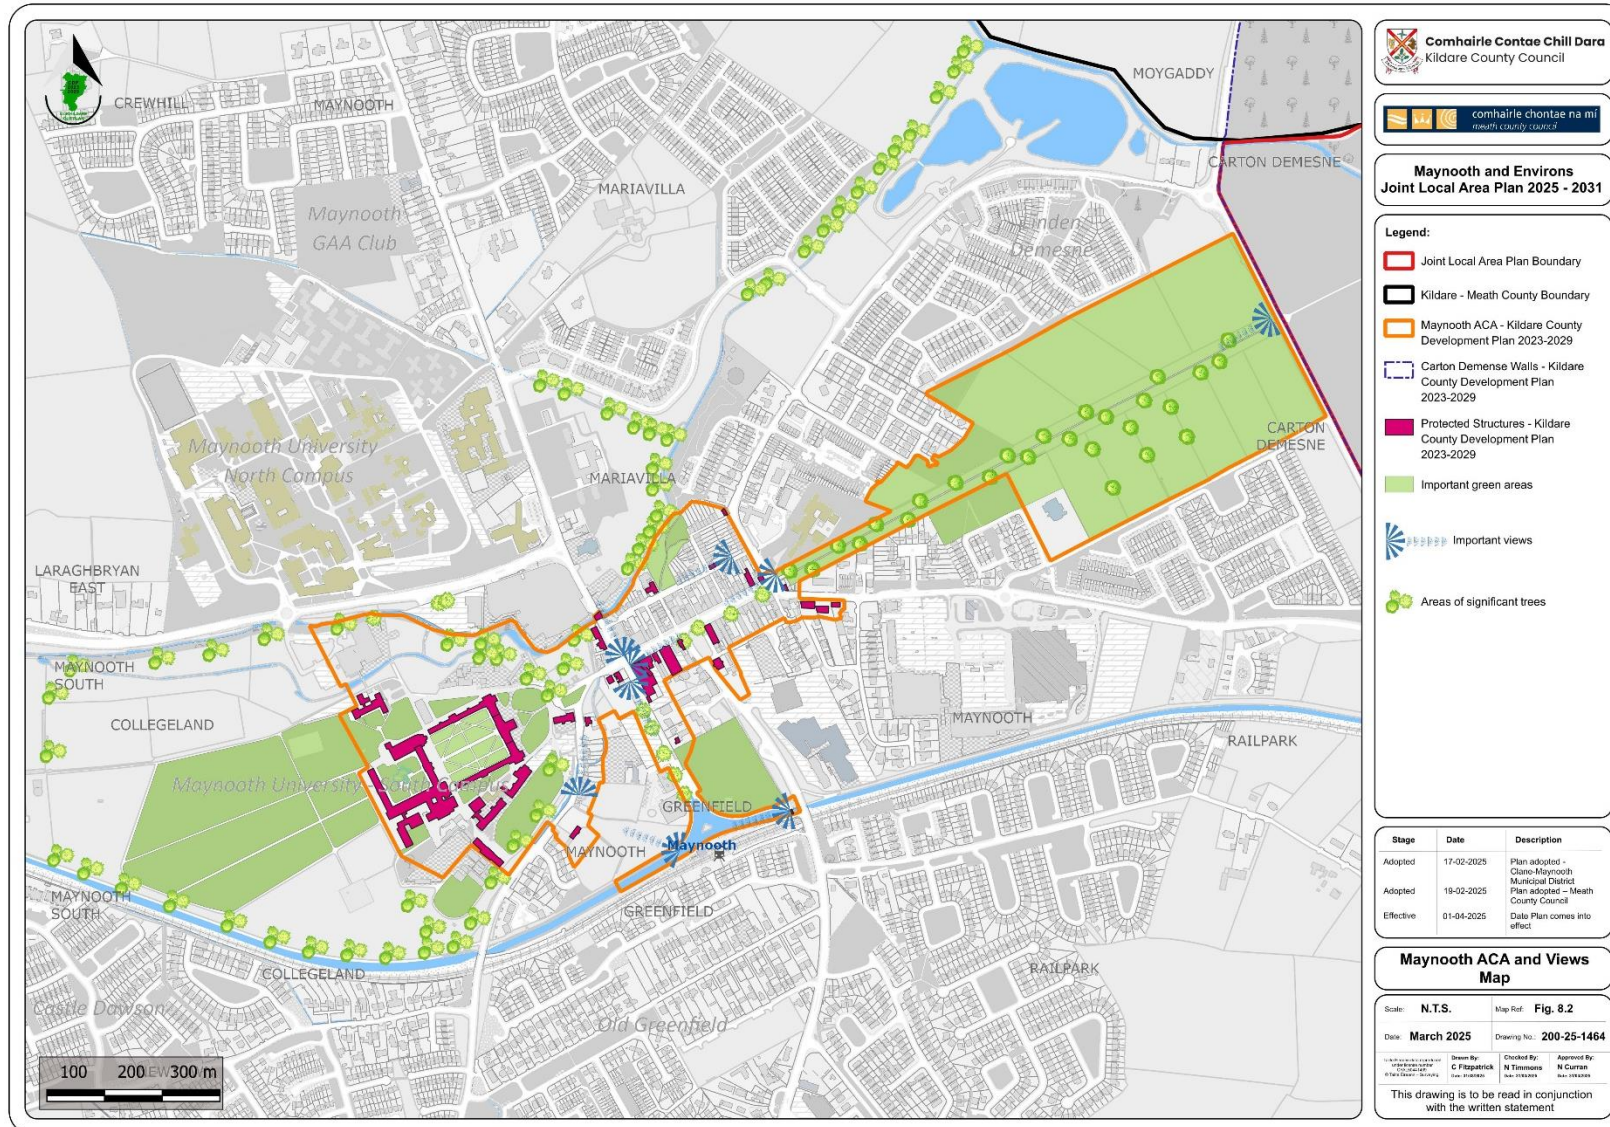 CREWHILL
MAYNOOTH
MOYGADDY
CARTON DEMESNE
MARIAVILLA
Maynooth
GAA Club
Linden
Demesne
Maynooth University
North Campus
MARIAVILLA
CARTON
DEMESNE
LARAGHBRYAN
EAST
MAYNOOTH
SOUTH
COLLEGELAND
MAYNOOTH
RAILPARK
Maynooth University - South Campus
GREENFIELD
MAYNOOTH
Maynooth
MAYNOOTH
SOUTH
GREENFIELD
COLLEGELAND
RAILPARK
Castle Dawson
Old Greenfield
100 200 300 m
Comhairle Contae Chill Dara
Kildare County Council
comhairle chontae na mí
meath county council
Maynooth and Environs
Joint Local Area Plan 2025 - 2031
Legend:
Joint Local Area Plan Boundary
Kildare - Meath County Boundary
Maynooth ACA - Kildare County
Development Plan 2023-2029
Carton Demense Walls - Kildare
County Development Plan
2023-2029
Protected Structures - Kildare
County Development Plan
2023-2029
Important green areas
Important views
Areas of significant trees
Stage Date Description
Adopted 17-02-2025 Plan adopted -
Clane-Maynooth
Municipal District
Adopted 19-02-2025 Plan adopted – Meath
County Council
Effective 01-04-2025 Date Plan comes into
effect
Maynooth ACA and Views
Map
Scale: N.T.S. Map Ref: Fig. 8.2
Date: March 2025 Drawing No.: 200-25-1464
Drawn By: Checked By: Approved By:
C Fitzpatrick N Timmons N Curran
This drawing is to be read in conjunction
with the written statement